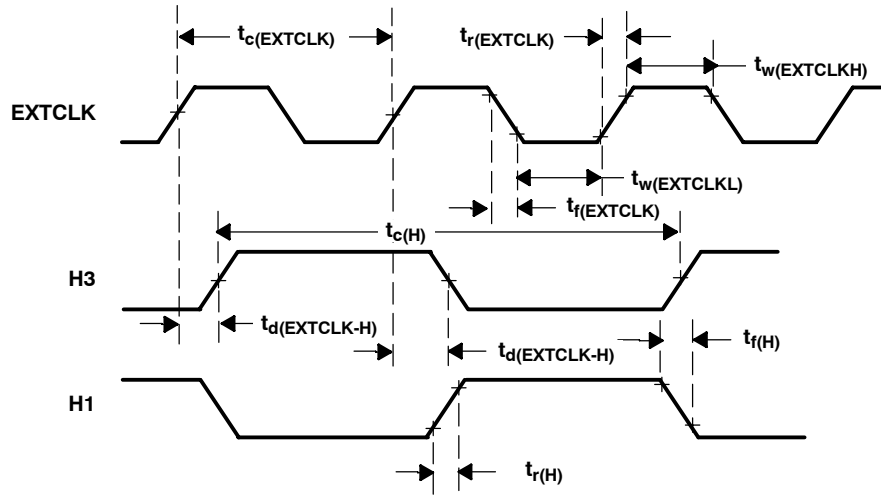 tc(EXTCLK)
tr(EXTCLK)
tw(EXTCLKH)
EXTCLK
tw(EXTCLKL)
tf(EXTCLK)
tc(H)
H3
td(EXTCLK-H)
td(EXTCLK-H)
tf(H)
H1
tr(H)